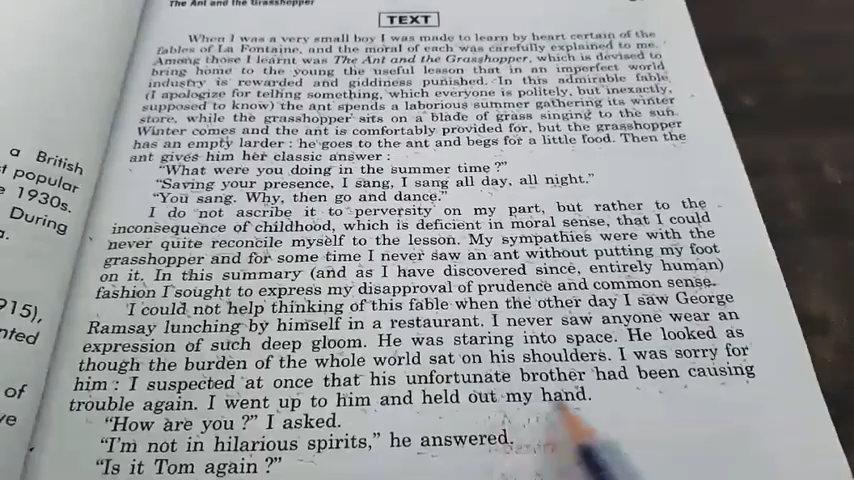 The Ant and the Grasshopper
TEXT
When I was a very small boy I was made to learn by heart certain of the
fables of La Fontaine, and the moral of each was carefully explained to me.
Among those I learnt was The Ant and the Grasshopper, which is devised to
bring home to the young the useful lesson that in an imperfect world
industry is rewarded and giddiness punished. In this admirable fable
(I apologize for telling something, which everyone is politely, but inexactly,
supposed to know) the ant spends a laborious summer gathering its winter
store, while the grasshopper sits on a blade of grass singing to the sun.
Winter comes and the ant is comfortably provided for, but the grasshopper
has an empty larder : he goes to the ant and begs for a little food. Then the
ant gives him her classic answer :
"What were you doing in the summer time ?"
"Saving your presence, I sang, I sang all day, all night."
"You sang. Why, then go and dance."
I do not ascribe it to perversity on my part, but rather to the
inconsequence of childhood, which is deficient in moral sense, that I could
never quite reconcile myself to the lesson. My sympathies were with the
grasshopper and for some time I never saw an ant without putting my foot
on it. In this summary (and as I have discovered since, entirely human)
fashion I sought to express my disapproval of prudence and common sense.
I could not help thinking of this fable when the other day I saw George
Ramsay lunching by himself in a restaurant. I never saw anyone wear an
expression of such deep gloom. He was staring into space. He looked as
though the burden of the whole world sat on his shoulders. I was sorry for
him : I suspected at once that his unfortunate brother had been causing
trouble again. I went up to him and held out my hand.
"How are you ?" I asked.
"I'm not in hilarious spirits," he answered.
"Is it Tom again ?"
a British
popular
1930s.
During
915),
of